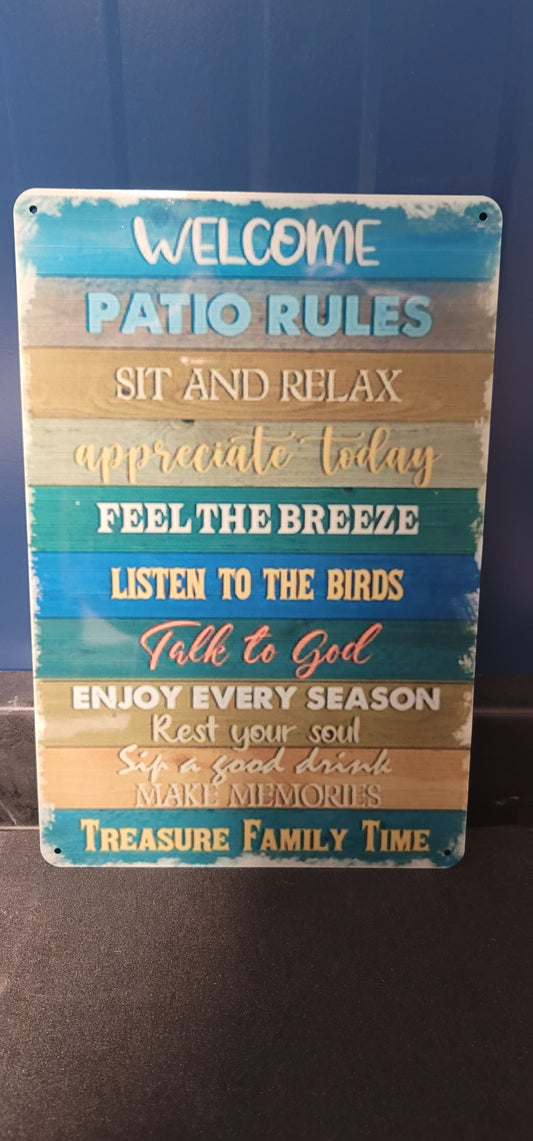 WELCOME
PATIO RULES
SIT AND RELAX
appreciate today
FEEL THE BREEZE
LISTEN TO THE BIRDS
Talk to God
ENJOY EVERY SEASON
Rest your soul
Sip a good drink
MAKE MEMORIES
TREASURE FAMILY TIME